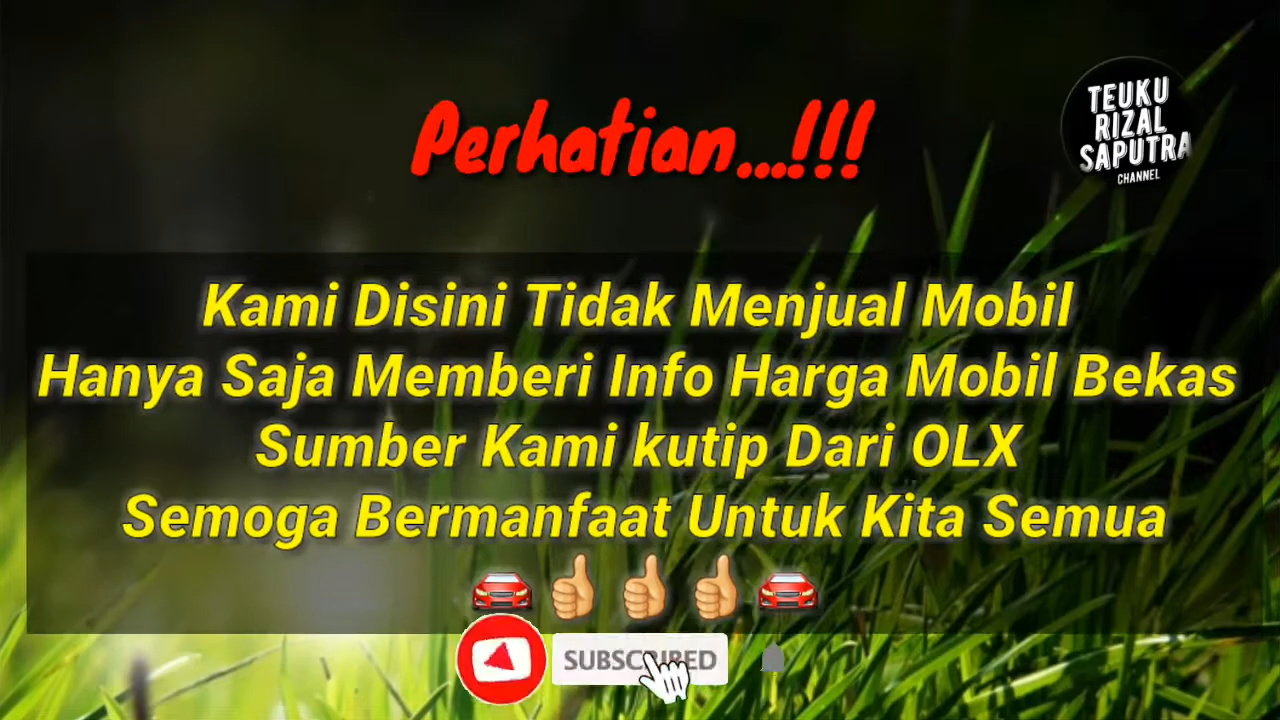 Perhatian...!!!
TEUKU
RIZAL
SAPUTRA
CHANNEL
Kami Disini Tidak Menjual Mobil
Hanya Saja Memberi Info Harga Mobil Bekas
Sumber Kami kutip Dari OLX
Semoga Bermanfaat Untuk Kita Semua
SUBSCRIBED